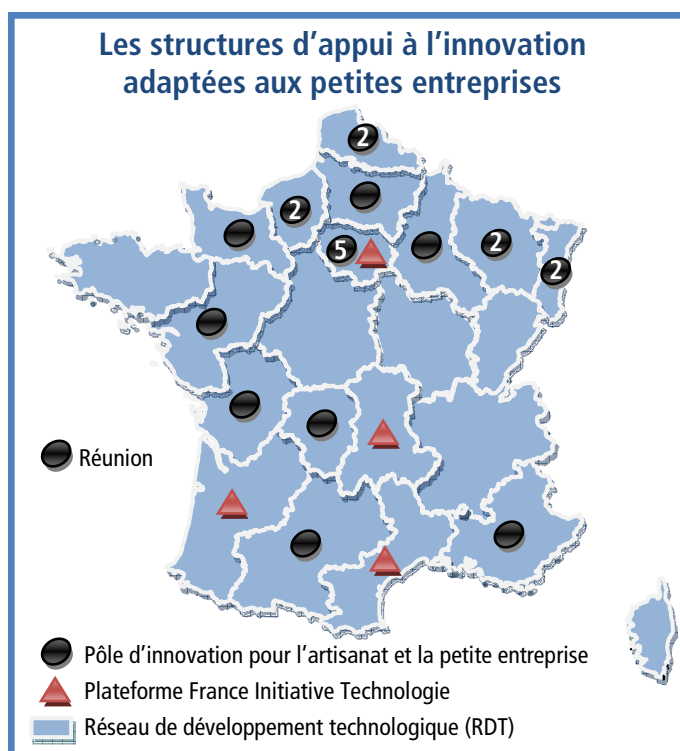 Les structures d'appui à l'innovation
adaptées aux petites entreprises
2
2
2
5
2
Réunion
Pôle d'innovation pour l'artisanat et la petite entreprise
Plateforme France Initiative Technologie
Réseau de développement technologique (RDT)